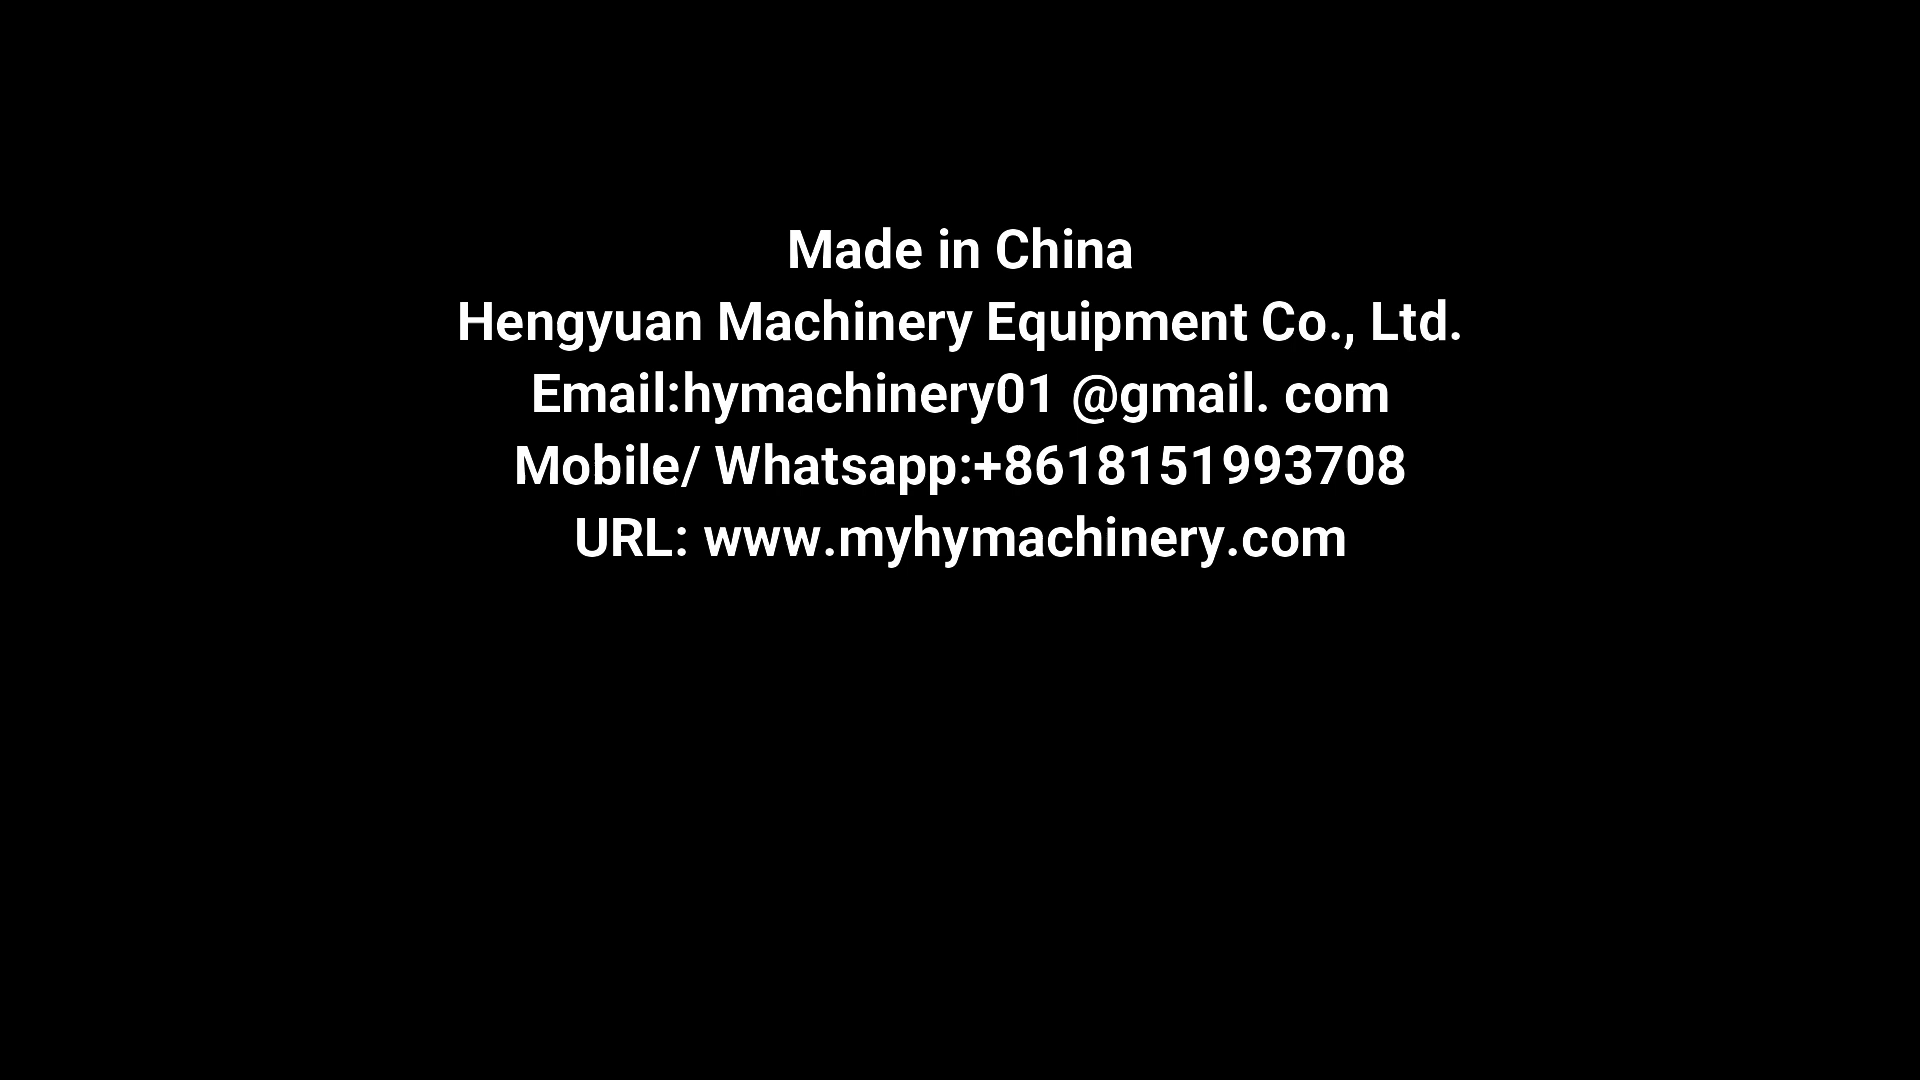 Made in China
Hengyuan Machinery Equipment Co., Ltd.
Email:hymachinery01 @gmail. com
Mobile/ Whatsapp:+8618151993708
URL: www.myhymachinery.com